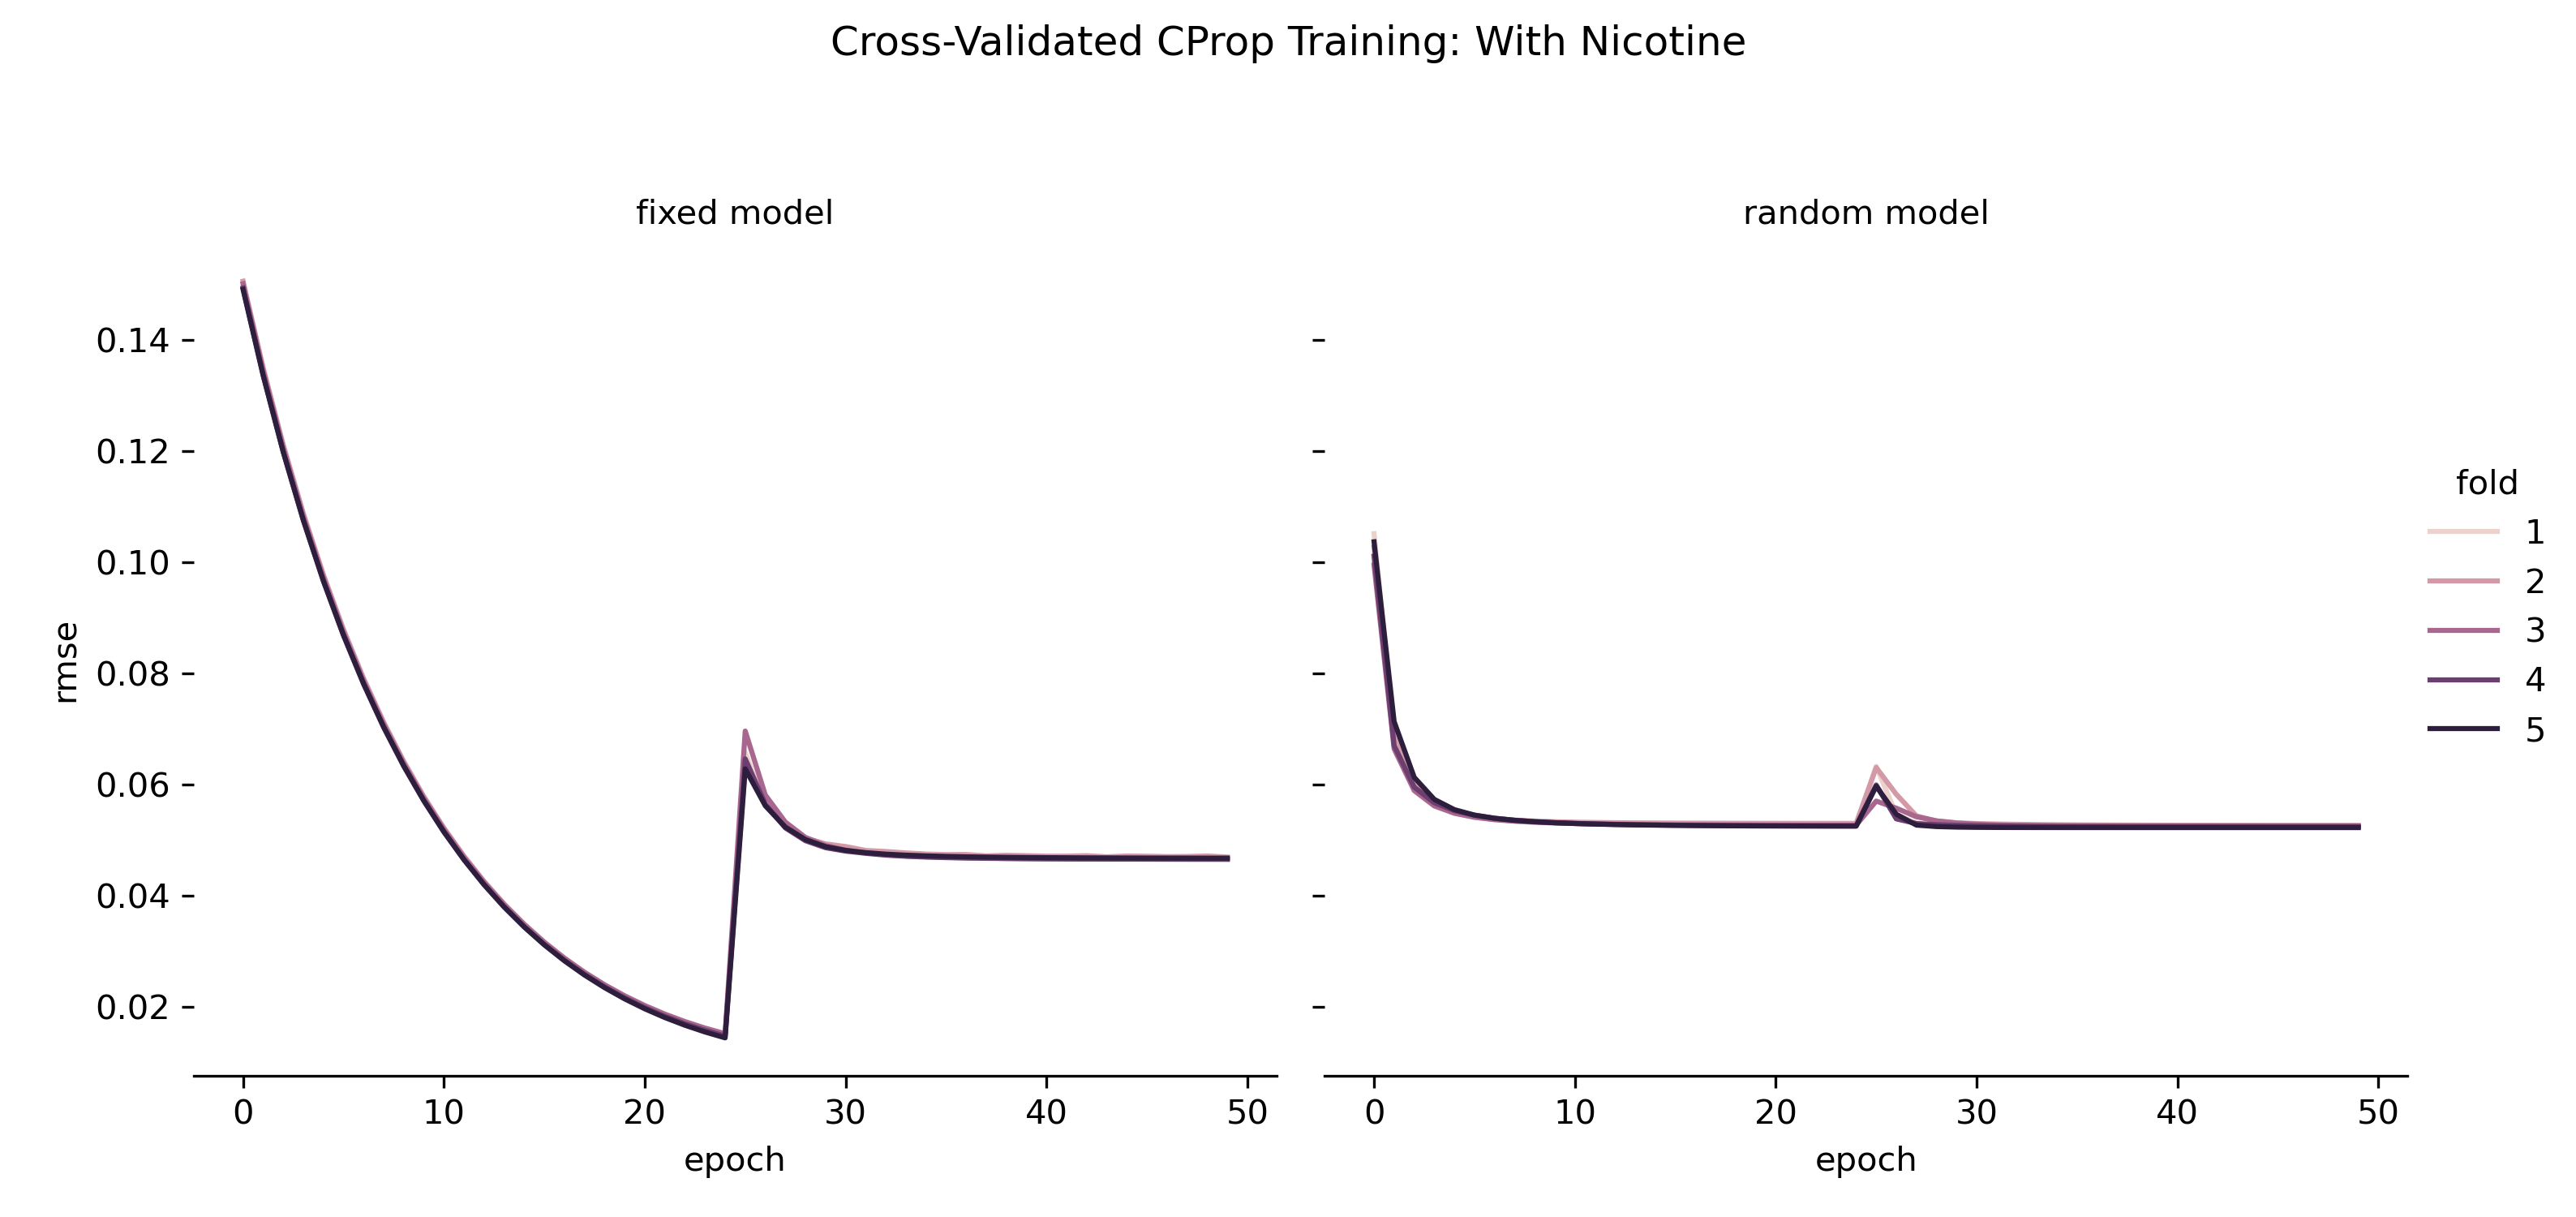 Cross-Validated CProp Training: With Nicotine
fixed model
random model
rmse
0.14
0.12
0.10
0.08
0.06
0.04
0.02
0 10 20 30 40 50
0 10 20 30 40 50
epoch
epoch
fold
1
2
3
4
5